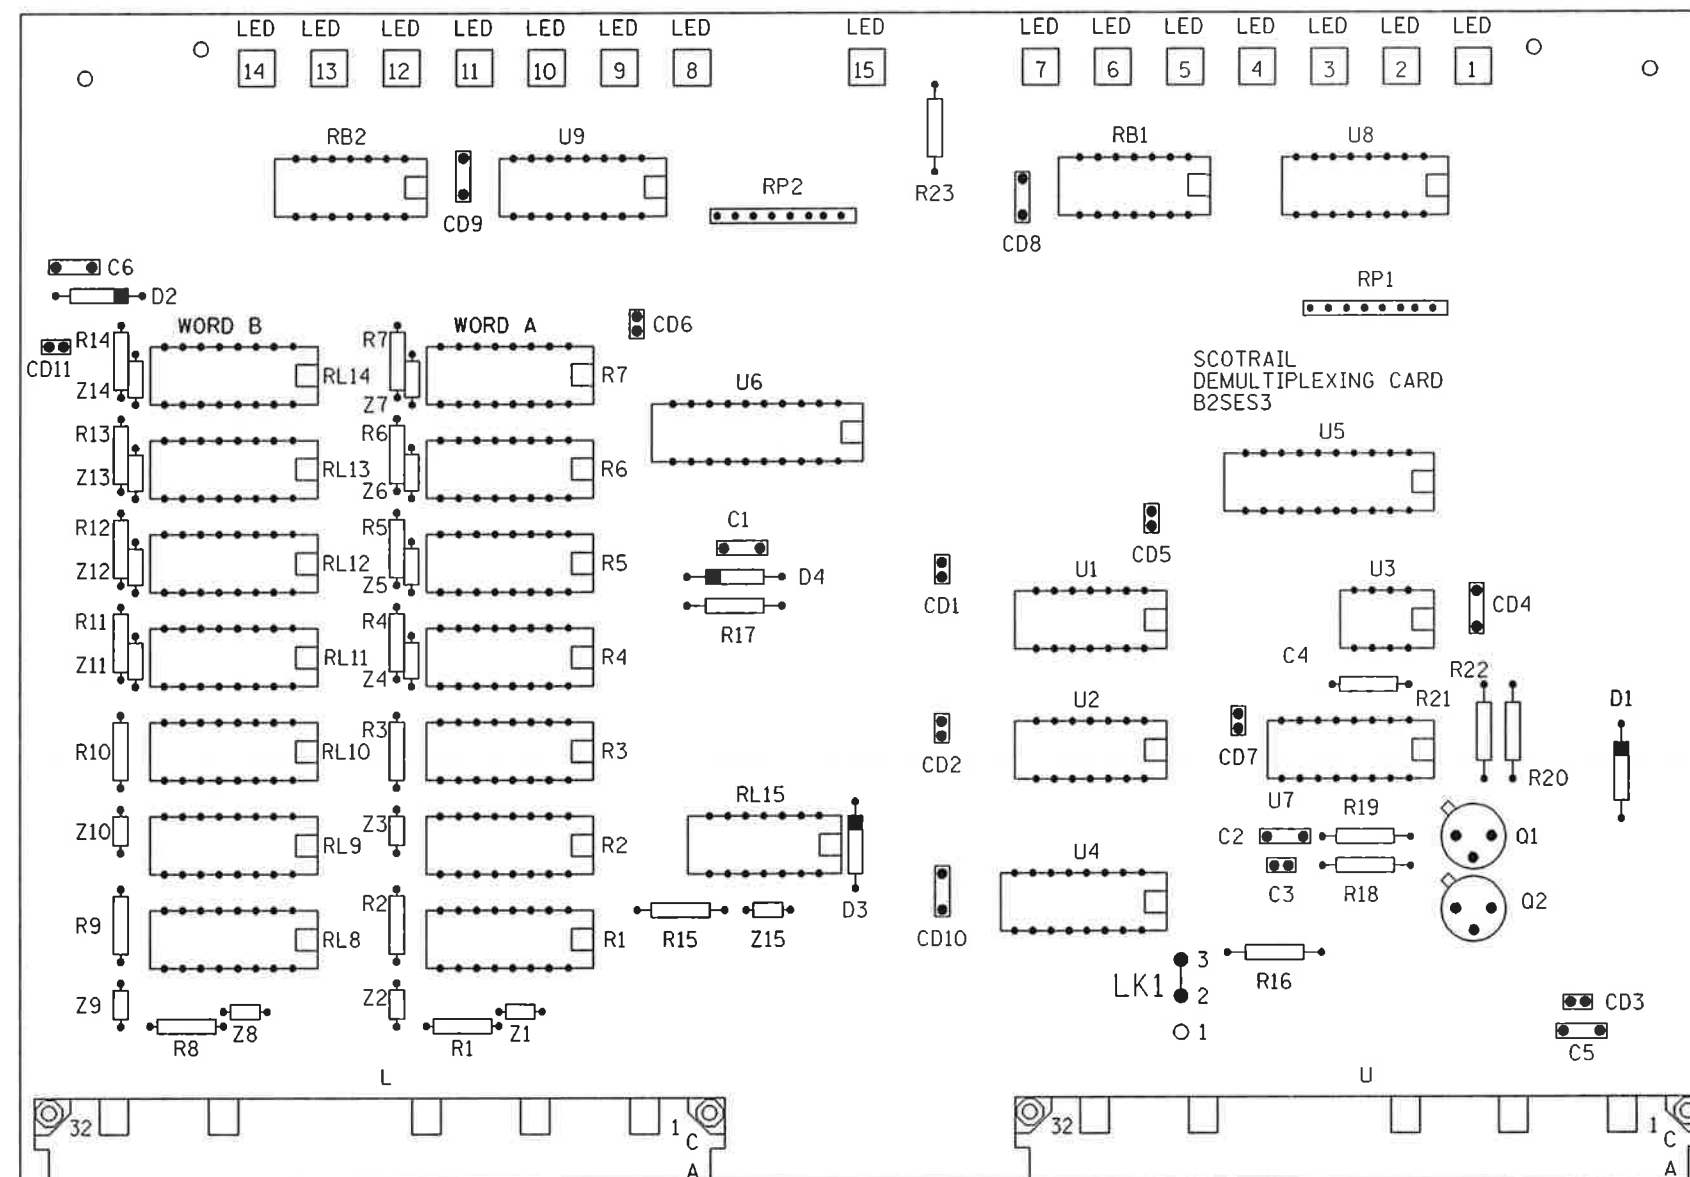 LED LED LED LED LED LED LED LED LED LED LED LED LED LED LED
14 13 12 11 10 9 8 15 7 6 5 4 3 2 1
RB2 U9 RB1 U8
RP2 R23
CD9 CD8
C6
RP1
D2
WORD B WORD A CD6
R14 R7
SCOTRAIL
DEMULTIPLEXING CARD
B2SES3
CD11 RL14 R7
Z14 Z7
U6
R13 R6 U5
RL13 R6
Z13 Z6
R12 R5 C1
CD5
RL12 R5
Z12 Z5 D4 U1 U3
CD1 CD4
R11 R4 R17
RL11 R4 C4
Z11 Z4 R22
R21 D1
R3 U2
R10 RL10 R3 CD2 CD7
R20
RL15 U7 R19
Z10 Z3 C2 Q1
RL9 R2 U4
C3 R18
R9 R2 D3 Q2
RL8 R1 R15 Z15 CD10
3 R16
LK1 2
Z9 Z2 CD3
1
R8 Z8 R1 Z1 C5
L U
32 1 32 1
C C
A A